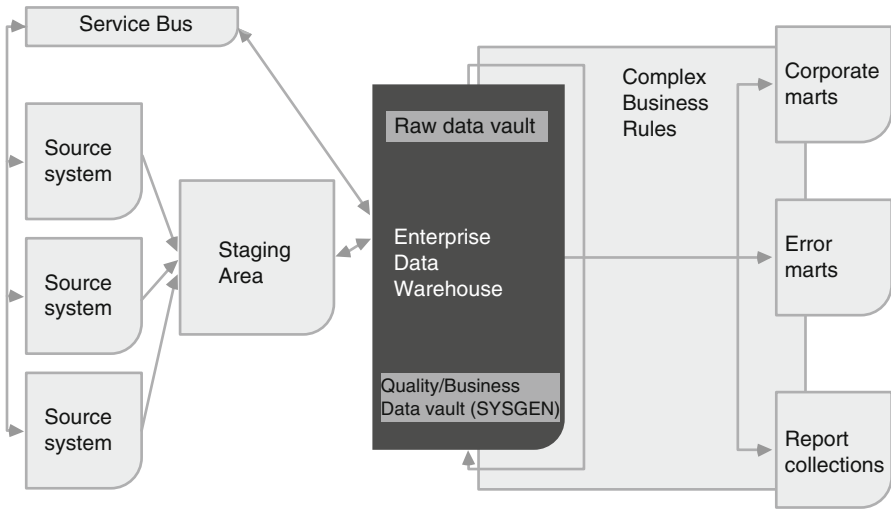 Service Bus
Source
system
Source
system
Source
system
Staging
Area
Raw data vault
Enterprise
Data
Warehouse
Quality/Business
Data vault (SYSGEN)
Complex
Business
Rules
Corporate
marts
Error
marts
Report
collections